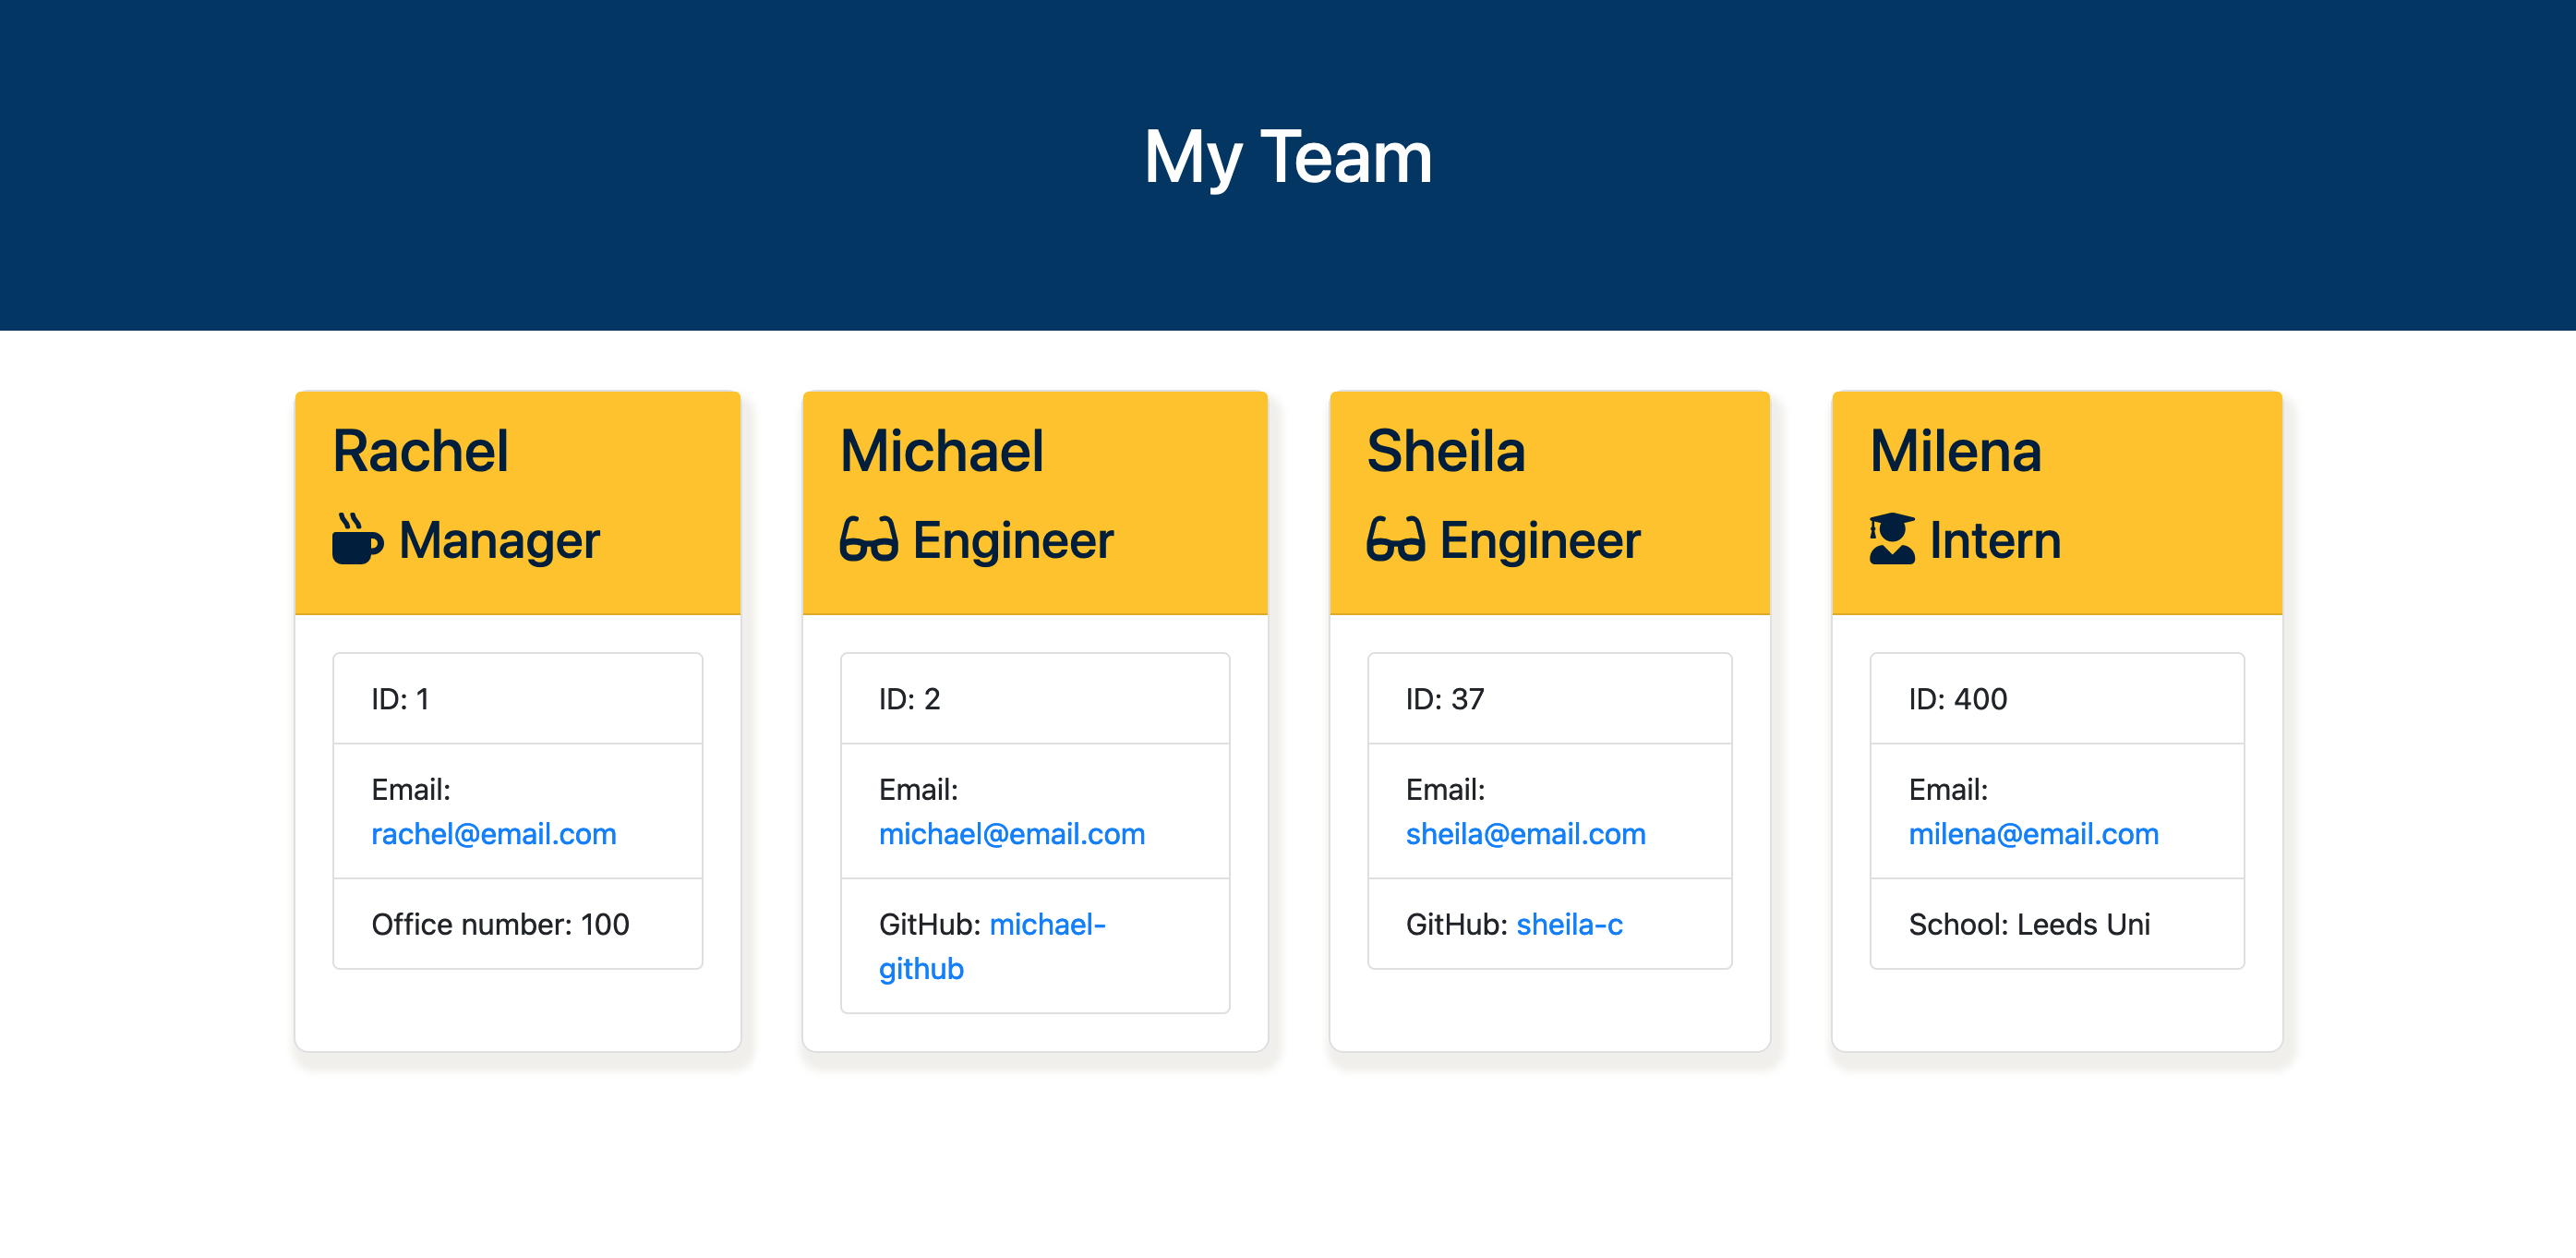 My Team
Rachel
Manager
ID: 1
Email:
rachel@email.com
Office number: 100
Michael
Engineer
ID: 2
Email:
michael@email.com
GitHub: michael-
github
Sheila
Engineer
ID: 37
Email:
sheila@email.com
GitHub: sheila-c
Milena
Intern
ID: 400
Email:
milena@email.com
School: Leeds Uni